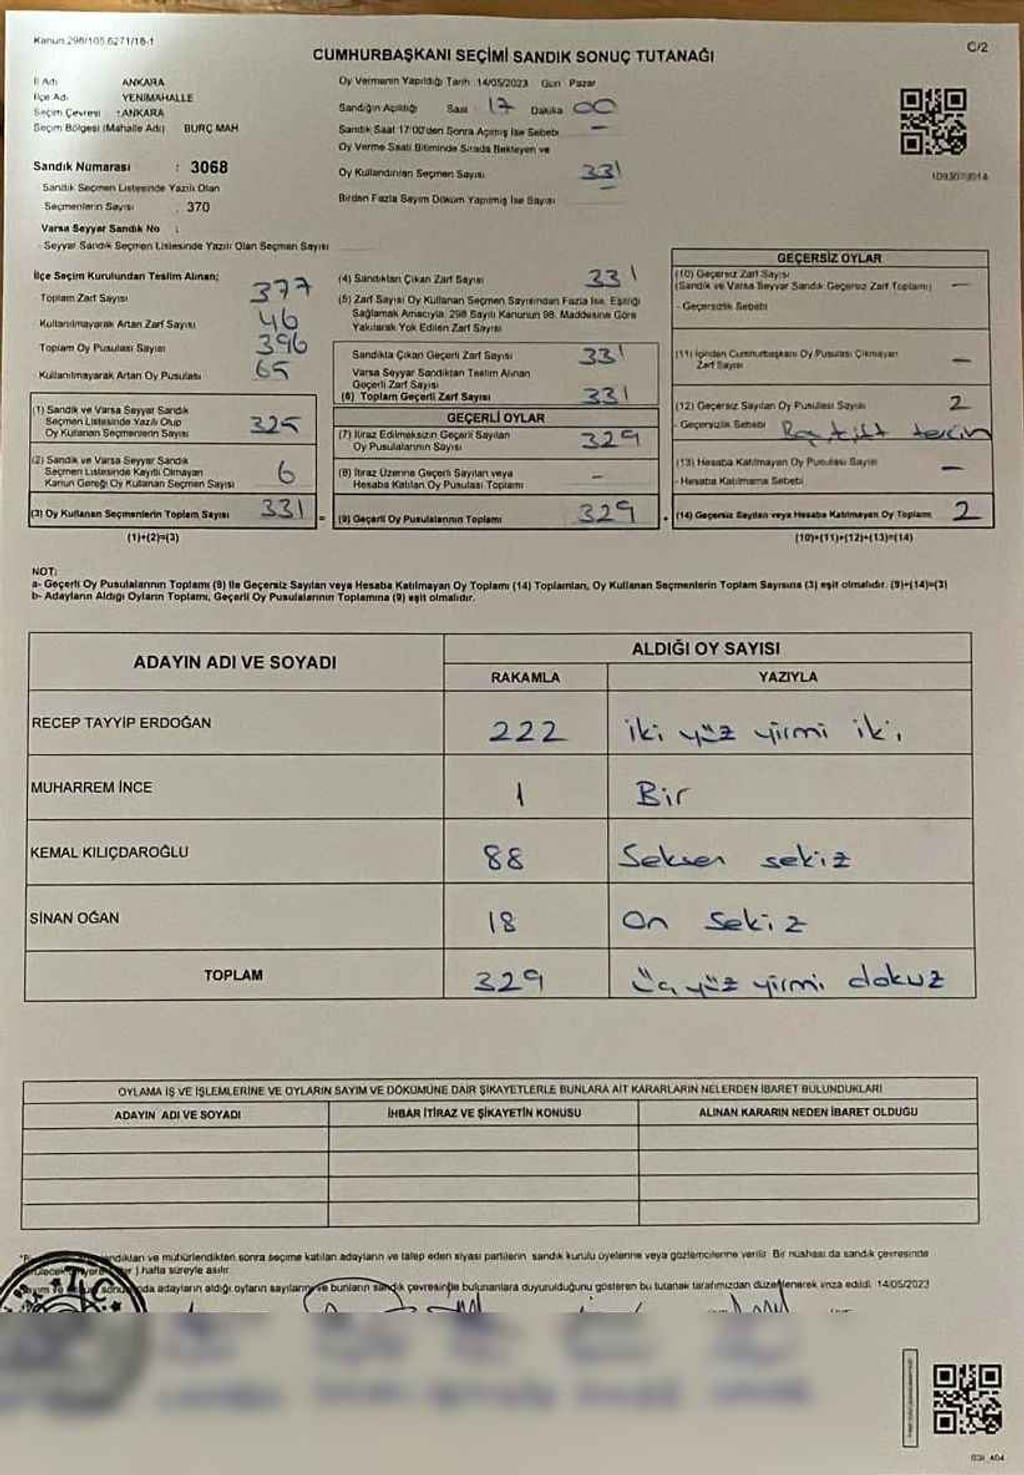 Kanun 298/105,6271/18-1
C/2
CUMHURBAŞKANI SEÇİMİ SANDIK SONUÇ TUTANAĞI
İl Adı ANKARA
İlçe Adı YENİMAHALLE
Seçim Çevresi : ANKARA
Seçim Bölgesi (Mahalle Adı) BURÇ MAH
Sandık Numarası : 3068
Sandık Seçmen Listesinde Yazılı Olan
Seçmenlerin Sayısı : 370
Varsa Seyyar Sandık No :
Seyyar Sandık Seçmen Listesinde Yazılı Olan Seçmen Sayısı
Oy Vermenin Yapıldığı Tarih 14/05/2023 Gün Pazar
Sandığın Açıldığı Saat 17 Dakika 00
Sandık Saat 17:00'den Sonra Açılmış İse Sebebi —
Oy Verme Saati Bitiminde Sırada Bekleyen ve
Oy Kullandırılan Seçmen Sayısı 331
Birden Fazla Sayım Döküm Yapılmış İse Sayısı
İlçe Seçim Kurulundan Teslim Alınan;
Toplam Zarf Sayısı 377
Kullanılmayarak Artan Zarf Sayısı 46
Toplam Oy Pusulası Sayısı 396
Kullanılmayarak Artan Oy Pusulası 65
(1) Sandık ve Varsa Seyyar Sandık
Seçmen Listesinde Yazılı Olup
Oy Kullanan Seçmenlerin Sayısı 325
(2) Sandık ve Varsa Seyyar Sandık
Seçmen Listesinde Kayıtlı Olmayan
Kanun Gereği Oy Kullanan Seçmen Sayısı 6
(3) Oy Kullanan Seçmenlerin Toplam Sayısı 331 =
(1)+(2)=(3)
(4) Sandıktan Çıkan Zarf Sayısı 331
(5) Zarf Sayısı Oy Kullanan Seçmen Sayısından Fazla İse, Eşitliği
Sağlamak Amacıyla, 298 Sayılı Kanunun 98. Maddesine Göre
Yakılarak Yok Edilen Zarf Sayısı
Sandıkta Çıkan Geçerli Zarf Sayısı 331
Varsa Seyyar Sandıktan Teslim Alınan
Geçerli Zarf Sayısı
(6) Toplam Geçerli Zarf Sayısı 331
GEÇERLİ OYLAR
(7) İtiraz Edilmeksizin Geçerli Sayılan
Oy Pusulalarının Sayısı 329
(8) İtiraz Üzerine Geçerli Sayılan veya
Hesaba Katılan Oy Pusulası Toplamı —
(9) Geçerli Oy Pusulalarının Toplamı 329 +
GEÇERSİZ OYLAR
(10) Geçersiz Zarf Sayısı
(Sandık ve Varsa Seyyar Sandık Geçersiz Zarf Toplamı) —
- Geçersizlik Sebebi
(11) İçinden Cumhurbaşkanı Oy Pusulası Çıkmayan
Zarf Sayısı —
(12) Geçersiz Sayılan Oy Pusulası Sayısı 2
- Geçersizlik Sebebi
(13) Hesaba Katılmayan Oy Pusulası Sayısı —
- Hesaba Katılmama Sebebi
(14) Geçersiz Sayılan veya Hesaba Katılmayan Oy Toplamı 2
(10)+(11)+(12)+(13)=(14)
NOT:
a- Geçerli Oy Pusulalarının Toplamı (9) İle Geçersiz Sayılan veya Hesaba Katılmayan Oy Toplamı (14) Toplamları, Oy Kullanan Seçmenlerin Toplam Sayısına (3) eşit olmalıdır. (9)+(14)=(3)
b- Adayların Aldığı Oyların Toplamı, Geçerli Oy Pusulalarının Toplamına (9) eşit olmalıdır.
ADAYIN ADI VE SOYADI
ALDIĞI OY SAYISI
RAKAMLA YAZIYLA
RECEP TAYYİP ERDOĞAN 222 iki yüz yirmi iki
MUHARREM İNCE 1 Bir
KEMAL KILIÇDAROĞLU 88 Seksen sekiz
SİNAN OĞAN 18 On Sekiz
TOPLAM 329 Üç yüz yirmi dokuz
OYLAMA İŞ VE İŞLEMLERİNE VE OYLARIN SAYIM VE DÖKÜMÜNE DAİR ŞİKAYETLERLE BUNLARA AİT KARARLARIN NELERDEN İBARET BULUNDUKLARI
ADAYIN ADI VE SOYADI İHBAR İTİRAZ VE ŞİKAYETİN KONUSU ALINAN KARARIN NEDEN İBARET OLDUĞU
ve mühürlendikten sonra seçime katılan adayların ve talep eden siyasi partilerin sandık kurulu üyelerine veya gözlemcilerine verilir. Bir nüshası da sandık çevresinde
) hafta süreyle asılır.
adayların aldığı oyların sayılarını ve bunların sandık çevresinde bulunanlara duyurulduğunu gösteren bu tutanak tarafımızdan düzenlenerek imza edildi. 14/05/2023